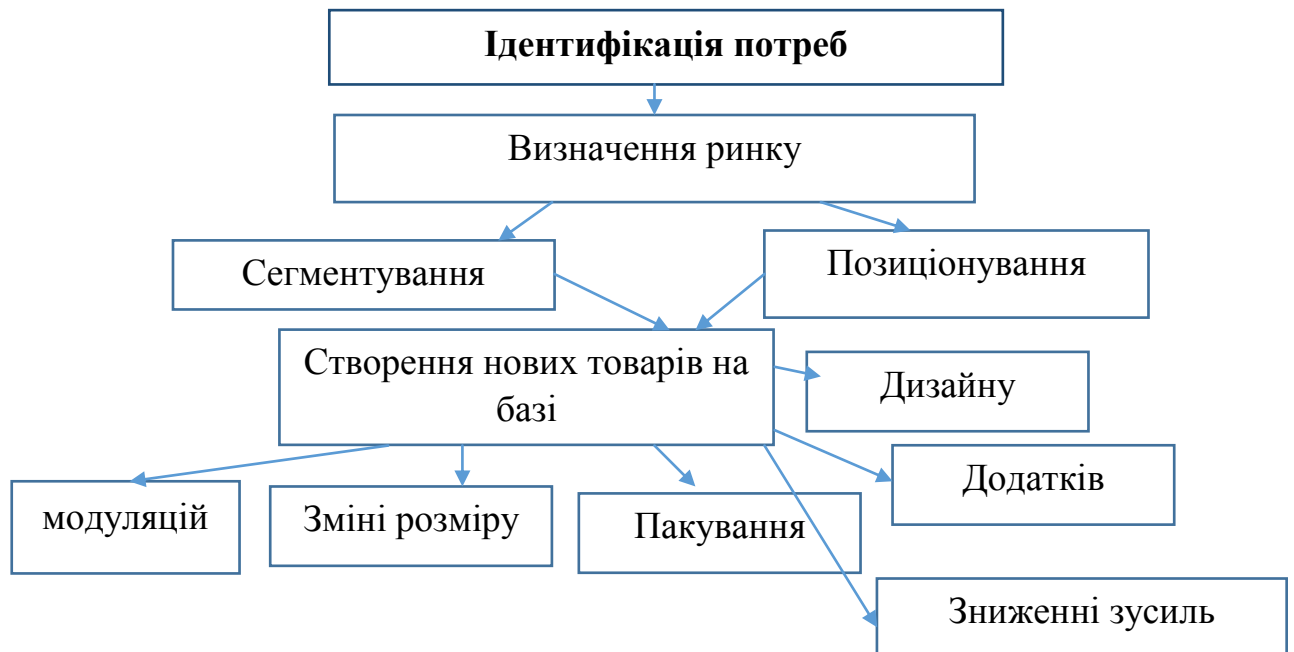 Ідентифікація потреб
Визначення ринку
Сегментування
Позиціонування
Створення нових товарів на
базі
Дизайну
Додатків
модуляцій
Зміні розміру
Пакування
Зниженні зусиль